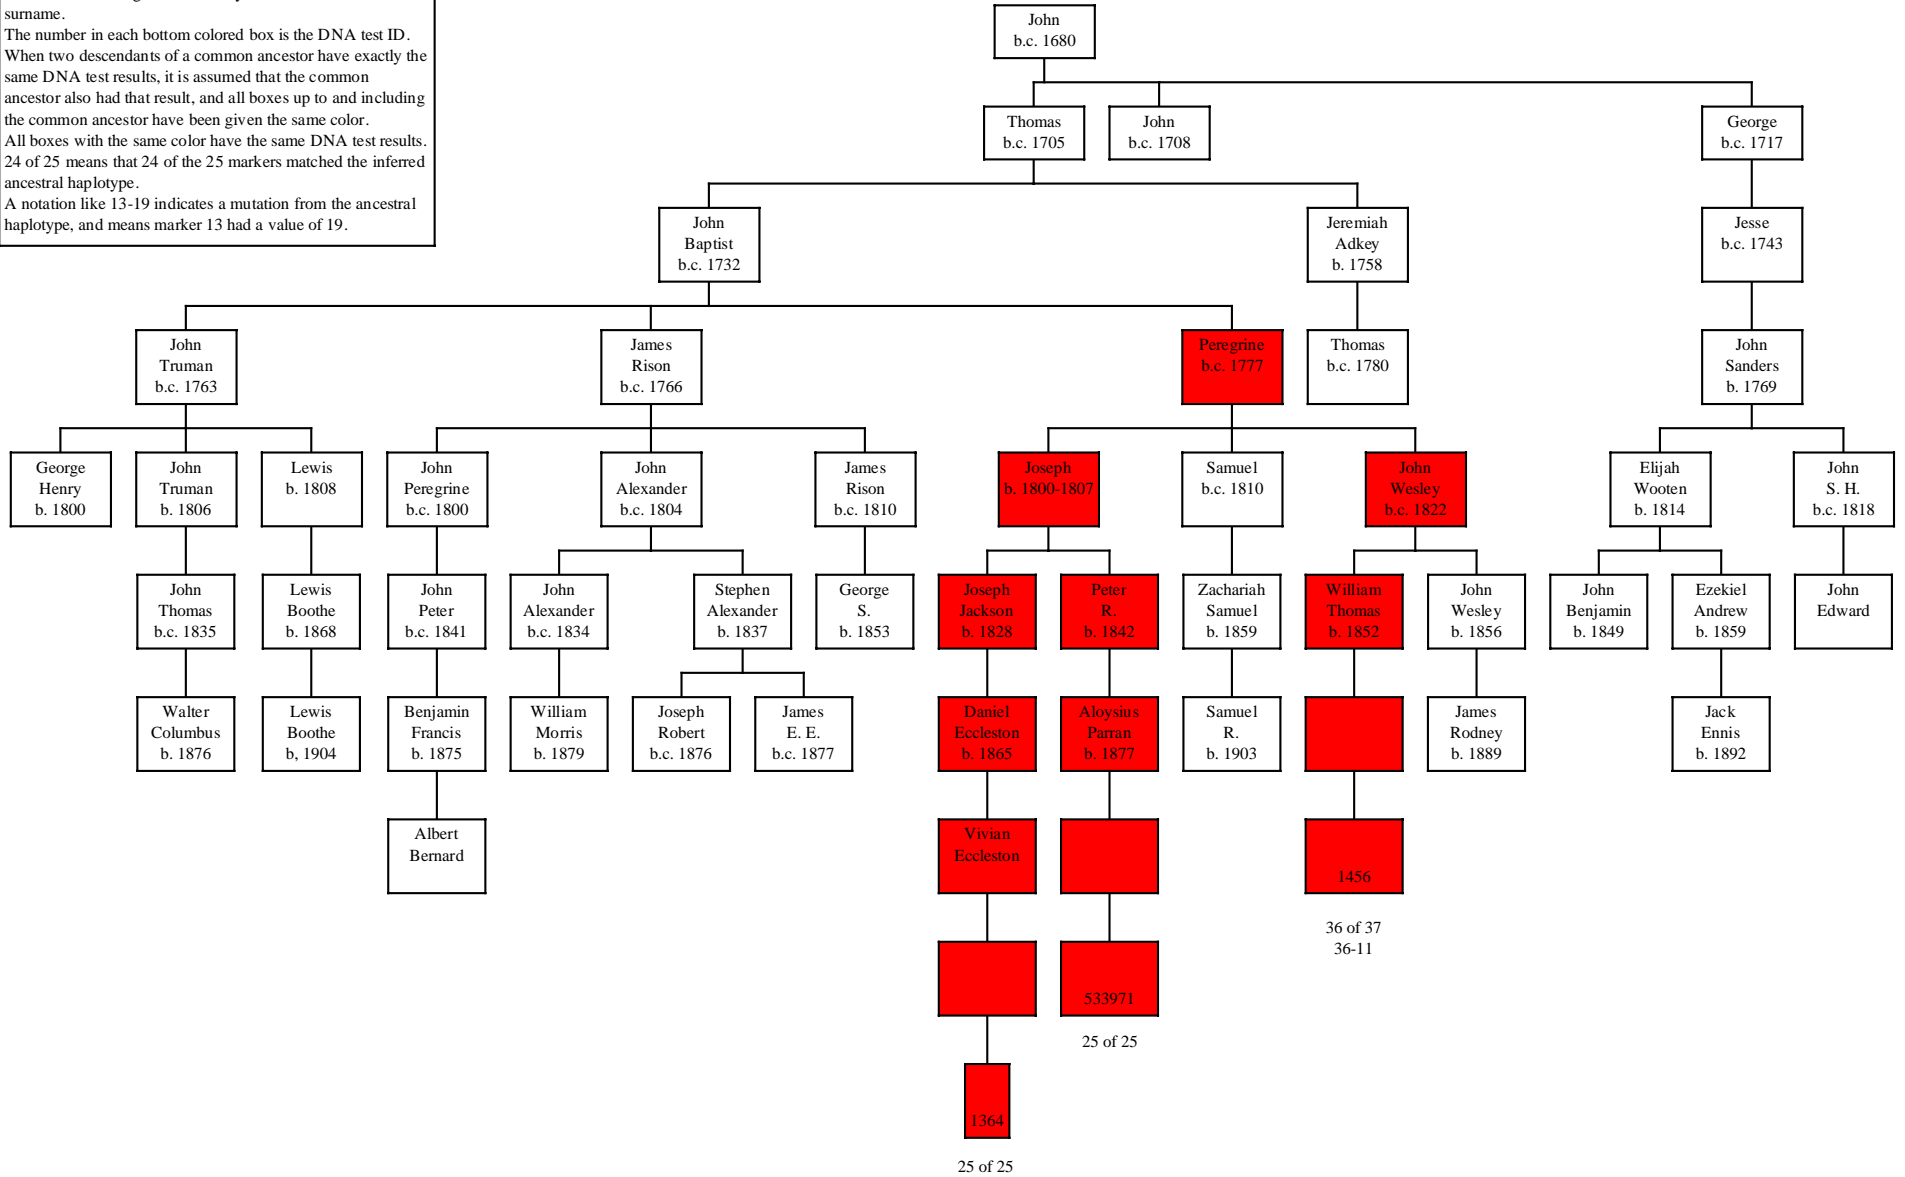 surname.
The number in each bottom colored box is the DNA test ID.
When two descendants of a common ancestor have exactly the
same DNA test results, it is assumed that the common
ancestor also had that result, and all boxes up to and including
the common ancestor have been given the same color.
All boxes with the same color have the same DNA test results.
24 of 25 means that 24 of the 25 markers matched the inferred
ancestral haplotype.
A notation like 13-19 indicates a mutation from the ancestral
haplotype, and means marker 13 had a value of 19.
John
b.c. 1680
Thomas
b.c. 1705
John
b.c. 1708
George
b.c. 1717
John
Baptist
b.c. 1732
Jeremiah
Adkey
b. 1758
Jesse
b.c. 1743
John
Truman
b.c. 1763
James
Rison
b.c. 1766
Peregrine
b.c. 1777
Thomas
b.c. 1780
John
Sanders
b. 1769
George
Henry
b. 1800
John
Truman
b. 1806
Lewis
b. 1808
John
Peregrine
b.c. 1800
John
Alexander
b.c. 1804
James
Rison
b.c. 1810
Joseph
b. 1800-1807
Samuel
b.c. 1810
John
Wesley
b.c. 1822
Elijah
Wooten
b. 1814
John
S. H.
b.c. 1818
John
Thomas
b.c. 1835
Lewis
Boothe
b. 1868
John
Peter
b.c. 1841
John
Alexander
b.c. 1834
Stephen
Alexander
b. 1837
George
S.
b. 1853
Joseph
Jackson
b. 1828
Peter
R.
b. 1842
Zachariah
Samuel
b. 1859
William
Thomas
b. 1852
John
Wesley
b. 1856
John
Benjamin
b. 1849
Ezekiel
Andrew
b. 1859
John
Edward
Walter
Columbus
b. 1876
Lewis
Boothe
b, 1904
Benjamin
Francis
b. 1875
William
Morris
b. 1879
Joseph
Robert
b.c. 1876
James
E. E.
b.c. 1877
Daniel
Eccleston
b. 1865
Aloysius
Parran
b. 1877
Samuel
R.
b. 1903
James
Rodney
b. 1889
Jack
Ennis
b. 1892
Albert
Bernard
Vivian
Eccleston
1456
36 of 37
36-11
533971
25 of 25
1364
25 of 25